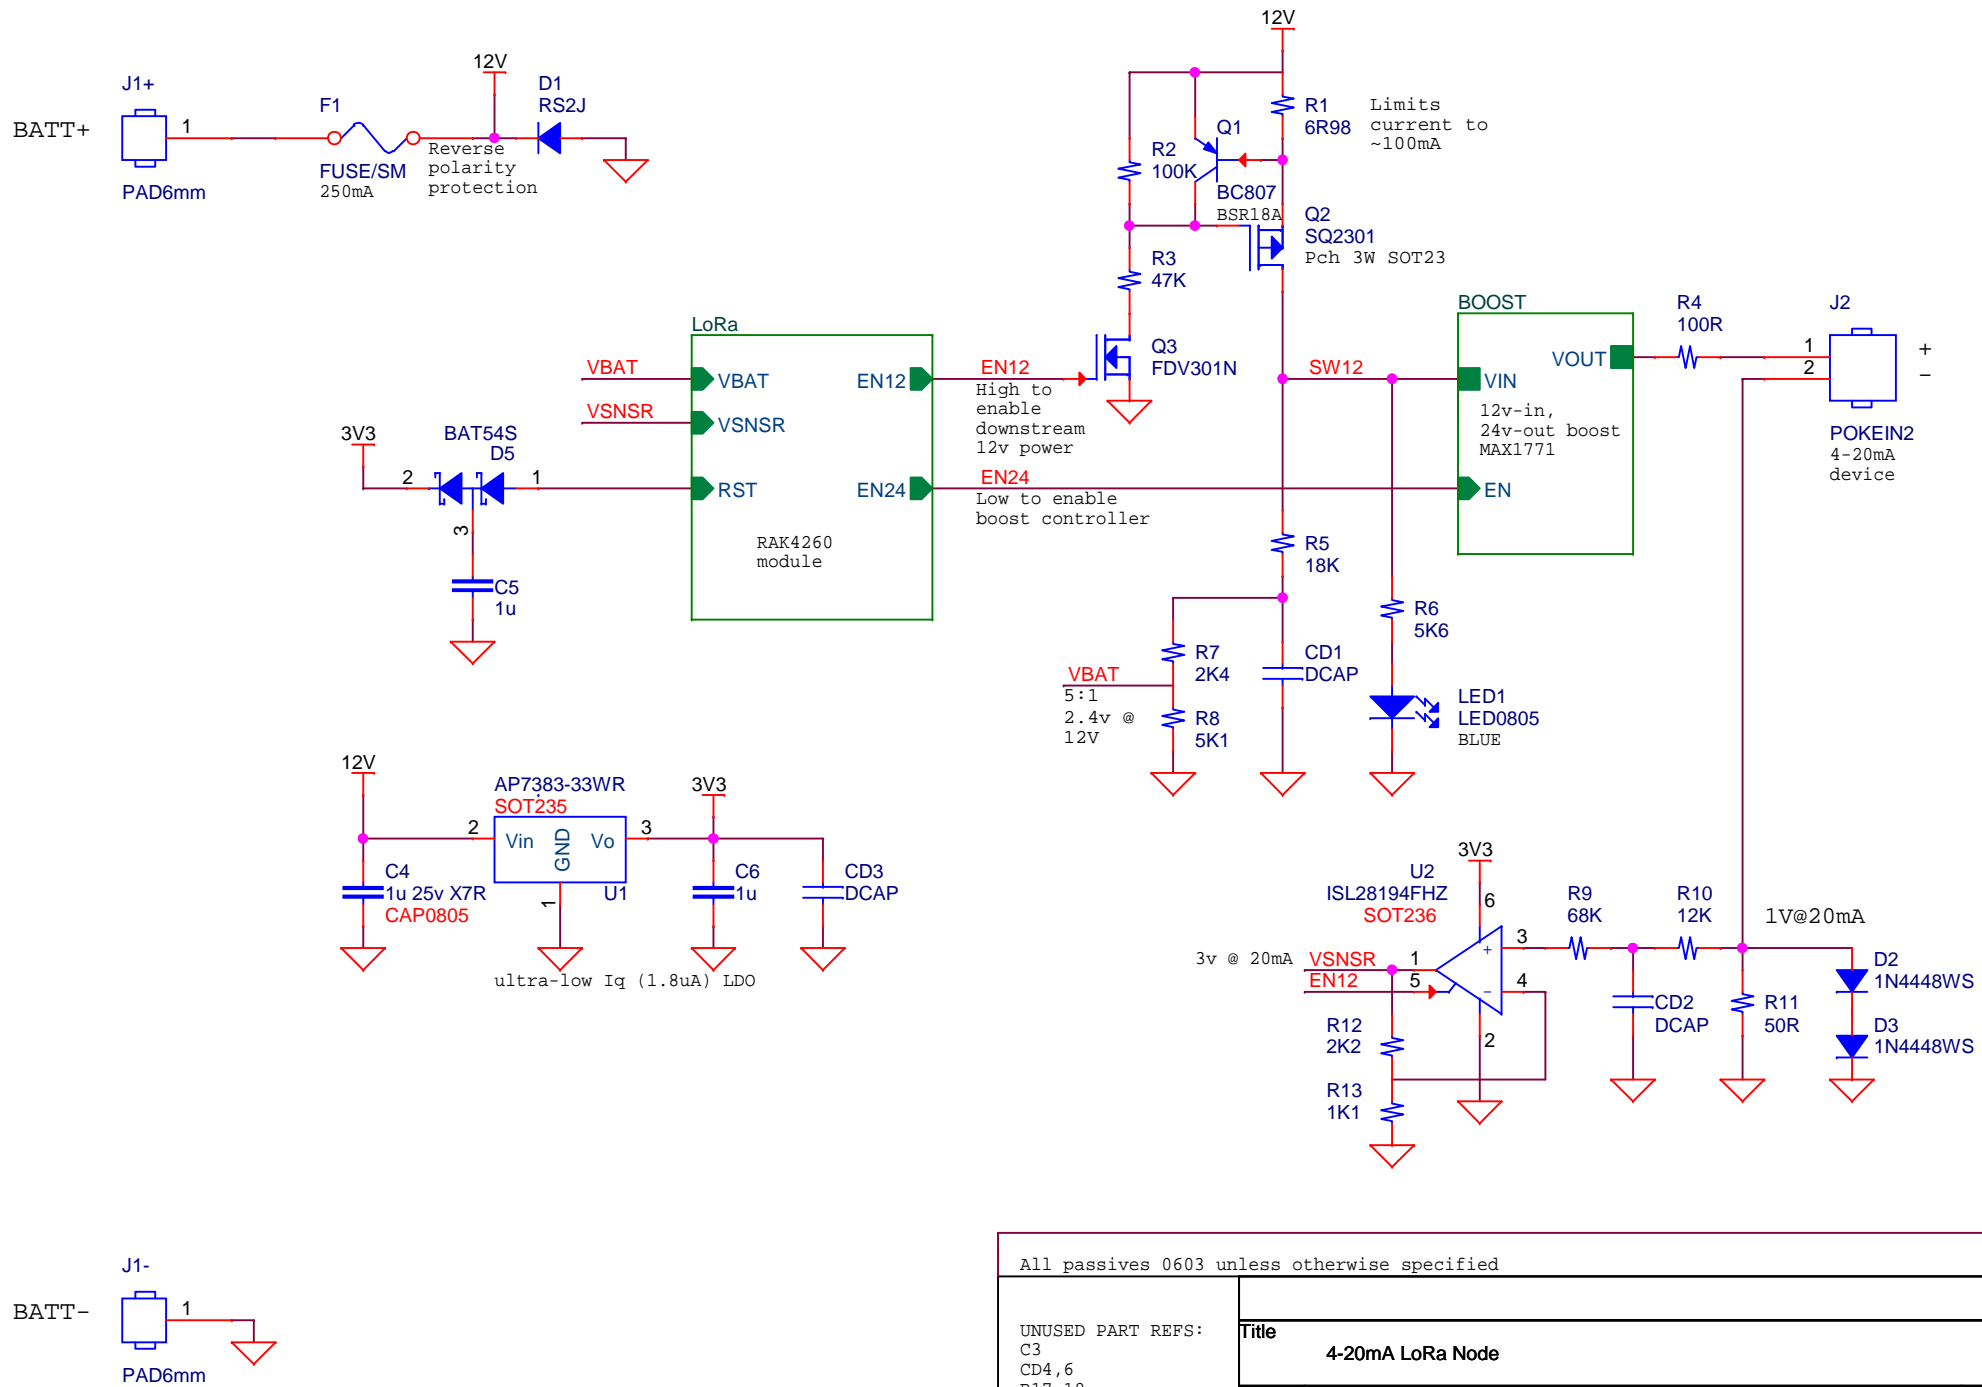 12V
J1+
BATT+
1
PAD6mm
F1
FUSE/SM
250mA
12V
D1
RS2J
Reverse
polarity
protection
R1
6R98
Limits
current to
~100mA
Q1
BC807
BSR18A
R2
100K
Q2
SQ2301
Pch 3W SOT23
R3
47K
Q3
FDV301N
LoRa
VBAT
VBAT
VSNSR
VSNSR
RST
EN12
EN12
High to
enable
downstream
12v power
EN24
EN24
Low to enable
boost controller
RAK4260
module
3V3
BAT54S
D5
2
1
3
C5
1u
SW12
BOOST
VIN
VOUT
12v-in,
24v-out boost
MAX1771
EN
R4
100R
J2
1
2
+
-
POKEIN2
4-20mA
device
R5
18K
R6
5K6
R7
2K4
CD1
DCAP
VBAT
5:1
2.4v @
12V
R8
5K1
LED1
LED0805
BLUE
12V
AP7383-33WR
SOT235
3V3
2
Vin
GND
Vo
3
1
U1
C4
1u 25v X7R
CAP0805
C6
1u
CD3
DCAP
ultra-low Iq (1.8uA) LDO
3V3
U2
ISL28194FHZ
SOT236
6
R9
68K
R10
12K
1V@20mA
3v @ 20mA
VSNSR
1
EN12
5
+
-
3
4
2
CD2
DCAP
R11
50R
D2
1N4448WS
D3
1N4448WS
R12
2K2
R13
1K1
J1-
BATT-
1
PAD6mm
All passives 0603 unless otherwise specified
UNUSED PART REFS:
C3
CD4,6
Title
4-20mA LoRa Node